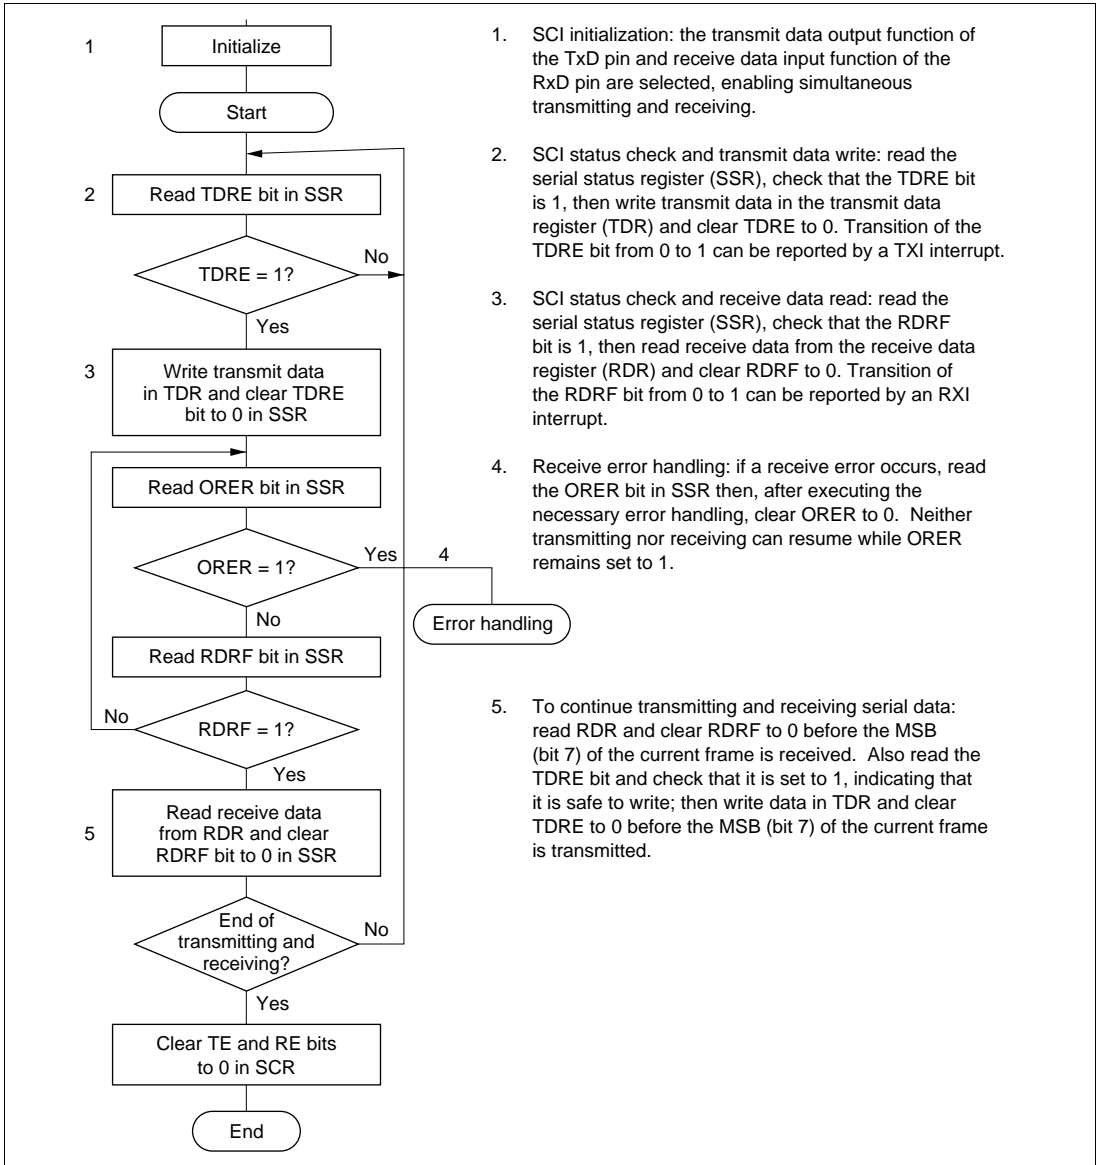 1
Initialize
Start
2
Read TDRE bit in SSR
TDRE = 1?
No
Yes
3
Write transmit data
in TDR and clear TDRE
bit to 0 in SSR
Read ORER bit in SSR
ORER = 1?
Yes
4
Error handling
No
Read RDRF bit in SSR
No
RDRF = 1?
Yes
5
Read receive data
from RDR and clear
RDRF bit to 0 in SSR
End of
transmitting and
receiving?
No
Yes
Clear TE and RE bits
to 0 in SCR
End
1. SCI initialization: the transmit data output function of
the TxD pin and receive data input function of the
RxD pin are selected, enabling simultaneous
transmitting and receiving.
2. SCI status check and transmit data write: read the
serial status register (SSR), check that the TDRE bit
is 1, then write transmit data in the transmit data
register (TDR) and clear TDRE to 0. Transition of the
TDRE bit from 0 to 1 can be reported by a TXI interrupt.
3. SCI status check and receive data read: read the
serial status register (SSR), check that the RDRF
bit is 1, then read receive data from the receive data
register (RDR) and clear RDRF to 0. Transition of
the RDRF bit from 0 to 1 can be reported by an RXI
interrupt.
4. Receive error handling: if a receive error occurs, read
the ORER bit in SSR then, after executing the
necessary error handling, clear ORER to 0. Neither
transmitting nor receiving can resume while ORER
remains set to 1.
5. To continue transmitting and receiving serial data:
read RDR and clear RDRF to 0 before the MSB
(bit 7) of the current frame is received. Also read the
TDRE bit and check that it is set to 1, indicating that
it is safe to write; then write data in TDR and clear
TDRE to 0 before the MSB (bit 7) of the current frame
is transmitted.